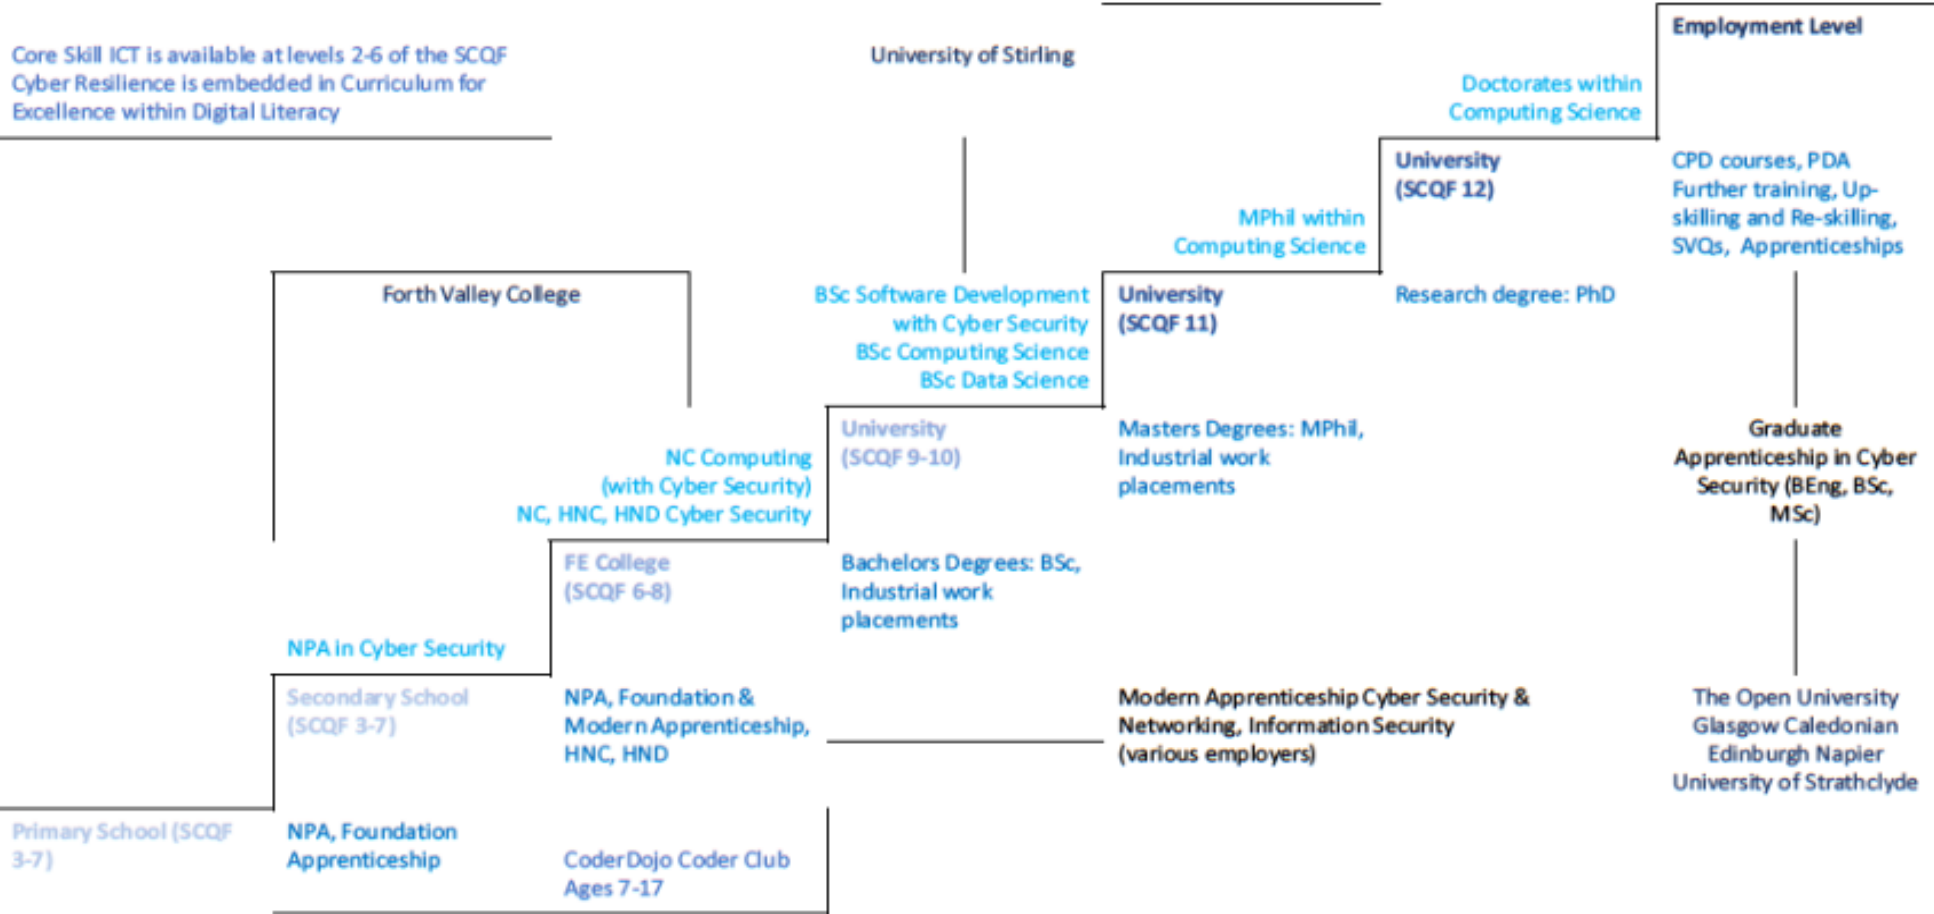 Core Skill ICT is available at levels 2-6 of the SCQF
Cyber Resilience is embedded in Curriculum for
Excellence within Digital Literacy
University of Stirling
Employment Level
Doctorates within
Computing Science
University
(SCQF 12)
CPD courses, PDA
Further training, Up-
skilling and Re-skilling,
SVQs, Apprenticeships
MPhil within
Computing Science
Forth Valley College
BSc Software Development
with Cyber Security
BSc Computing Science
BSc Data Science
University
(SCQF 11)
Research degree: PhD
NC Computing
(with Cyber Security)
NC, HNC, HND Cyber Security
University
(SCQF 9-10)
Masters Degrees: MPhil,
Industrial work
placements
Graduate
Apprenticeship in Cyber
Security (BEng, BSc,
MSc)
FE College
(SCQF 6-8)
Bachelors Degrees: BSc,
Industrial work
placements
NPA in Cyber Security
Secondary School
(SCQF 3-7)
NPA, Foundation &
Modern Apprenticeship,
HNC, HND
Modern Apprenticeship Cyber Security &
Networking, Information Security
(various employers)
The Open University
Glasgow Caledonian
Edinburgh Napier
University of Strathclyde
Primary School (SCQF
3-7)
NPA, Foundation
Apprenticeship
CoderDojo Coder Club
Ages 7-17